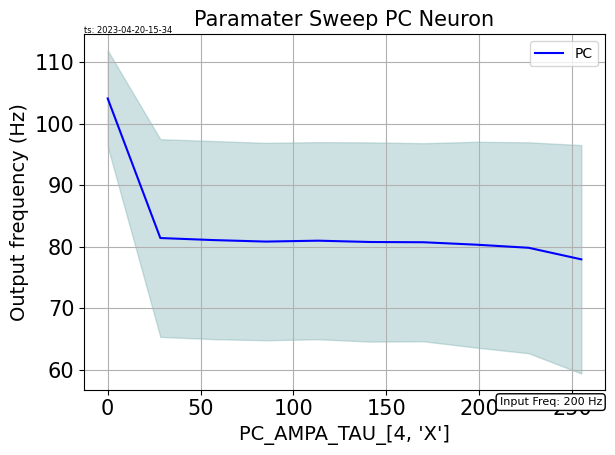 Paramater Sweep PC Neuron
ts: 2023-04-20-15-34
PC
Output frequency (Hz)
110
100
90
80
70
60
0 50 100 150 200 250
Input Freq: 200 Hz
PC_AMPA_TAU_[4, 'X']